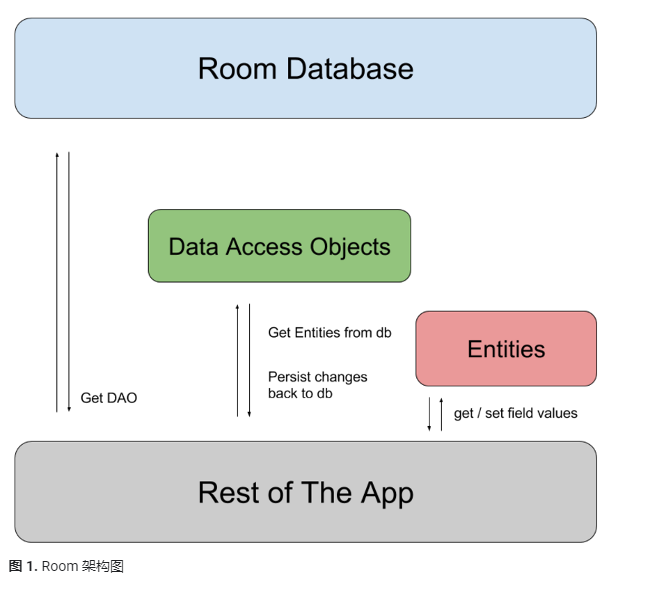 Room Database
Data Access Objects
Get Entities from db
Persist changes
back to db
Entities
Get DAO
get / set field values
Rest of The App
图 1. Room 架构图